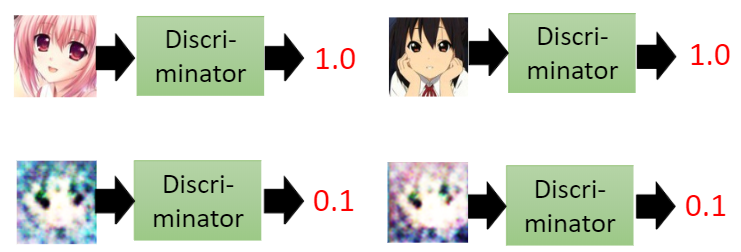 Discri-
minator
1.0
Discri-
minator
1.0
Discri-
minator
0.1
Discri-
minator
0.1